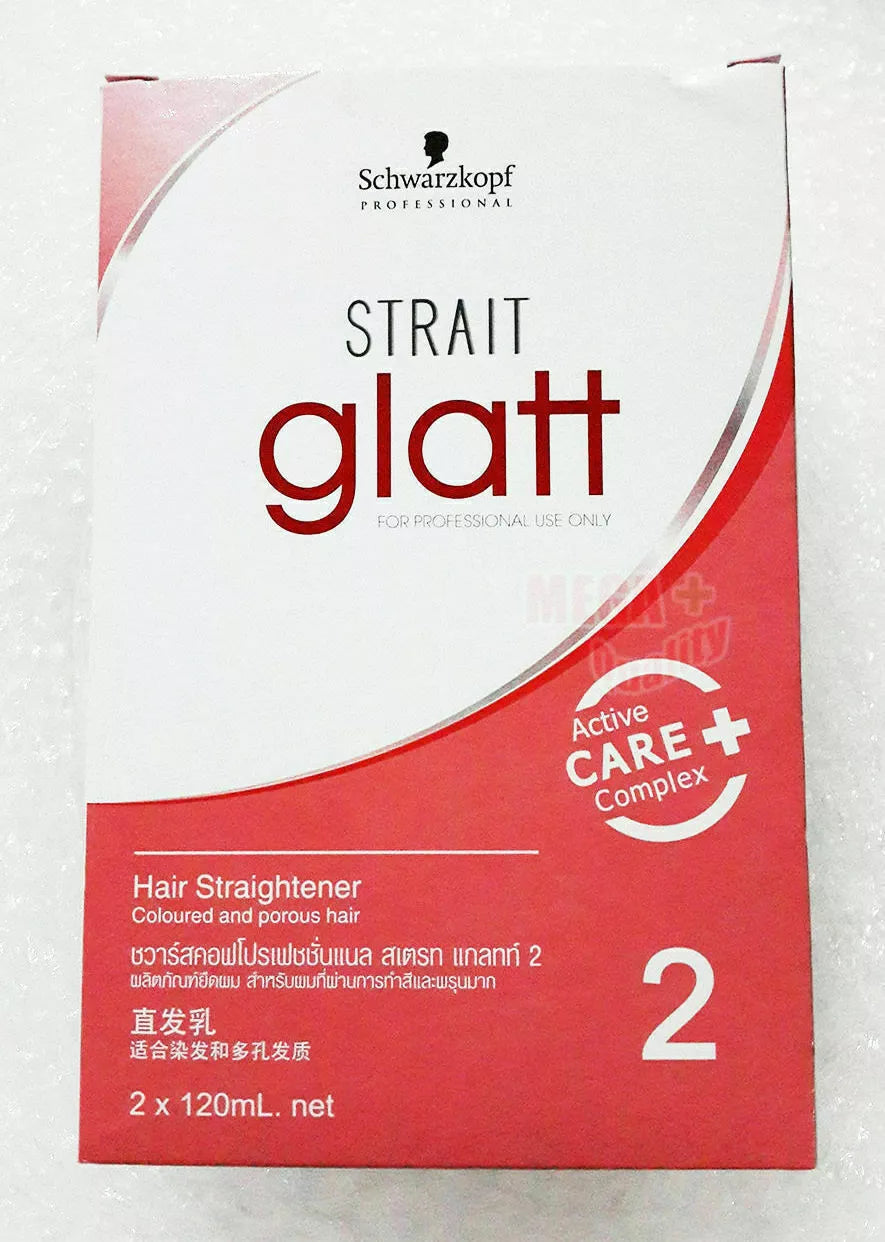 Schwarzkopf
PROFESSIONAL
STRAIT
glatt
FOR PROFESSIONAL USE ONLY
MEGA+
Quality
Active
CARE+
Complex
Hair Straightener
Coloured and porous hair
ชวาร์สคอฟโปรเฟชชั่นแนล สเตรท แกลทท์ 2
ผลิตภัณฑ์ยืดผม สำหรับผมที่ผ่านการทำสีและพรุนมาก
直发乳
适合染发和多孔发质
2 x 120mL. net
2